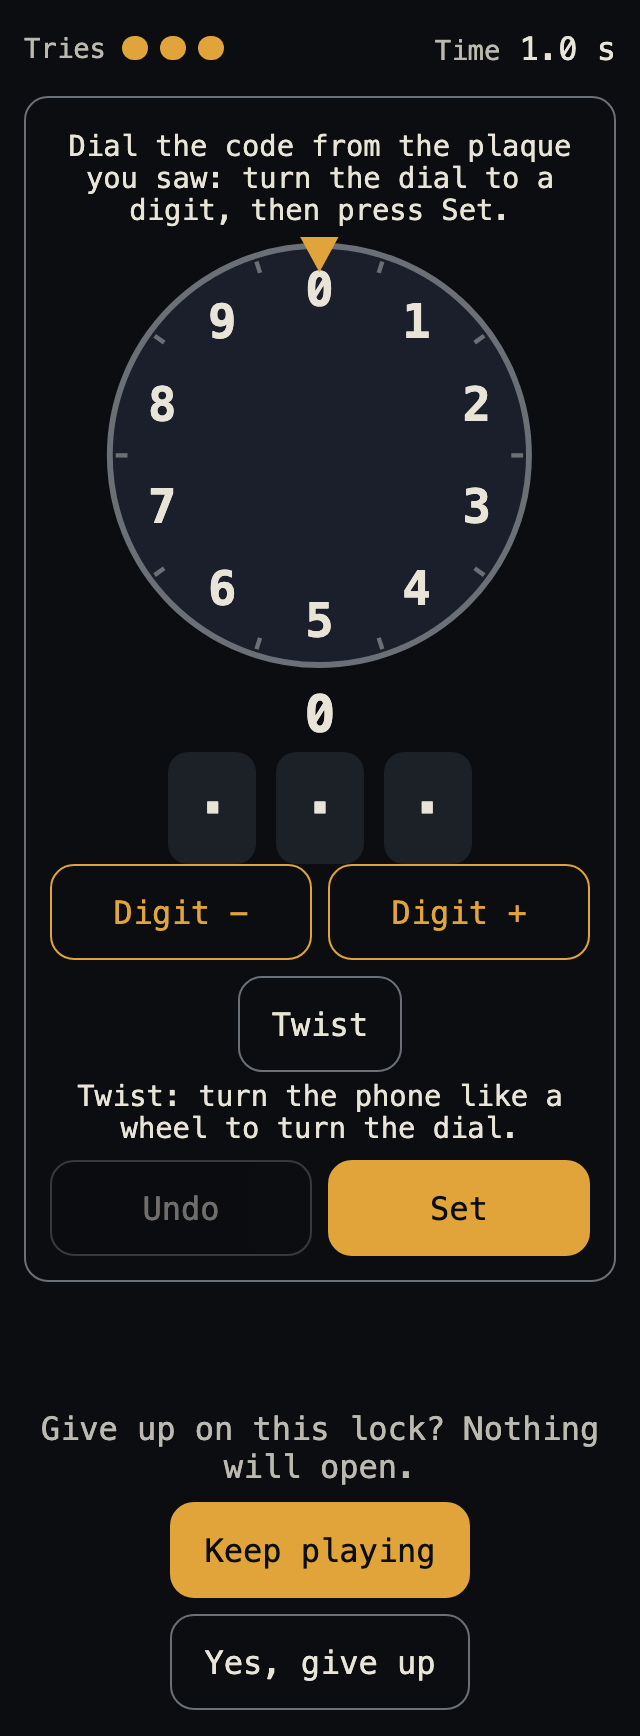 Tries Time 1.0 s
Dial the code from the plaque
you saw: turn the dial to a
digit, then press Set.
0
9 1
8 2
7 3
6 4
5
0
Digit − Digit +
Twist
Twist: turn the phone like a
wheel to turn the dial.
Undo Set
Give up on this lock? Nothing
will open.
Keep playing
Yes, give up